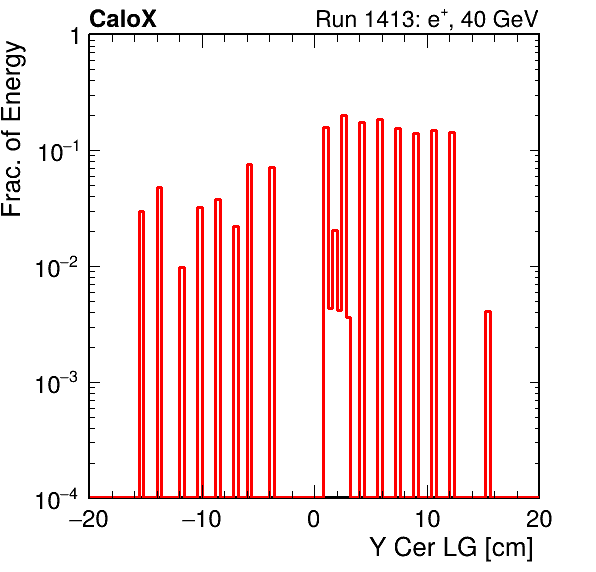 CaloX Run 1413: e⁺, 40 GeV
Frac. of Energy
1
10⁻¹
10⁻²
10⁻³
10⁻⁴
−20 −10 0 10 20
Y Cer LG [cm]